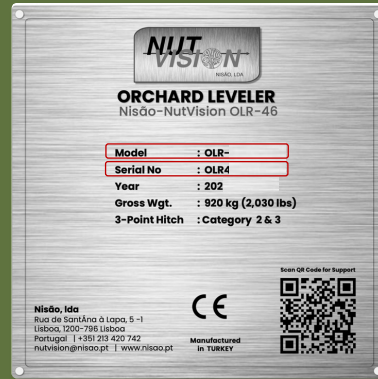 NUT
VISION
NISÃO, LDA
ORCHARD LEVELER
Nisão-NutVision OLR-46
Model : OLR-
Serial No : OLR4
Year : 202
Gross Wgt. : 920 kg (2,030 lbs)
3-Point Hitch : Category 2 & 3
Scan QR Code for Support
Nisão, lda
Rua de SantÀna à Lapa, 5 -1
Lisboa, 1200-796 Lisboa
Portugal | +351 213 420 742
nutvision@nisao.pt | www.nisao.pt
CE
Manufactured
in TURKEY